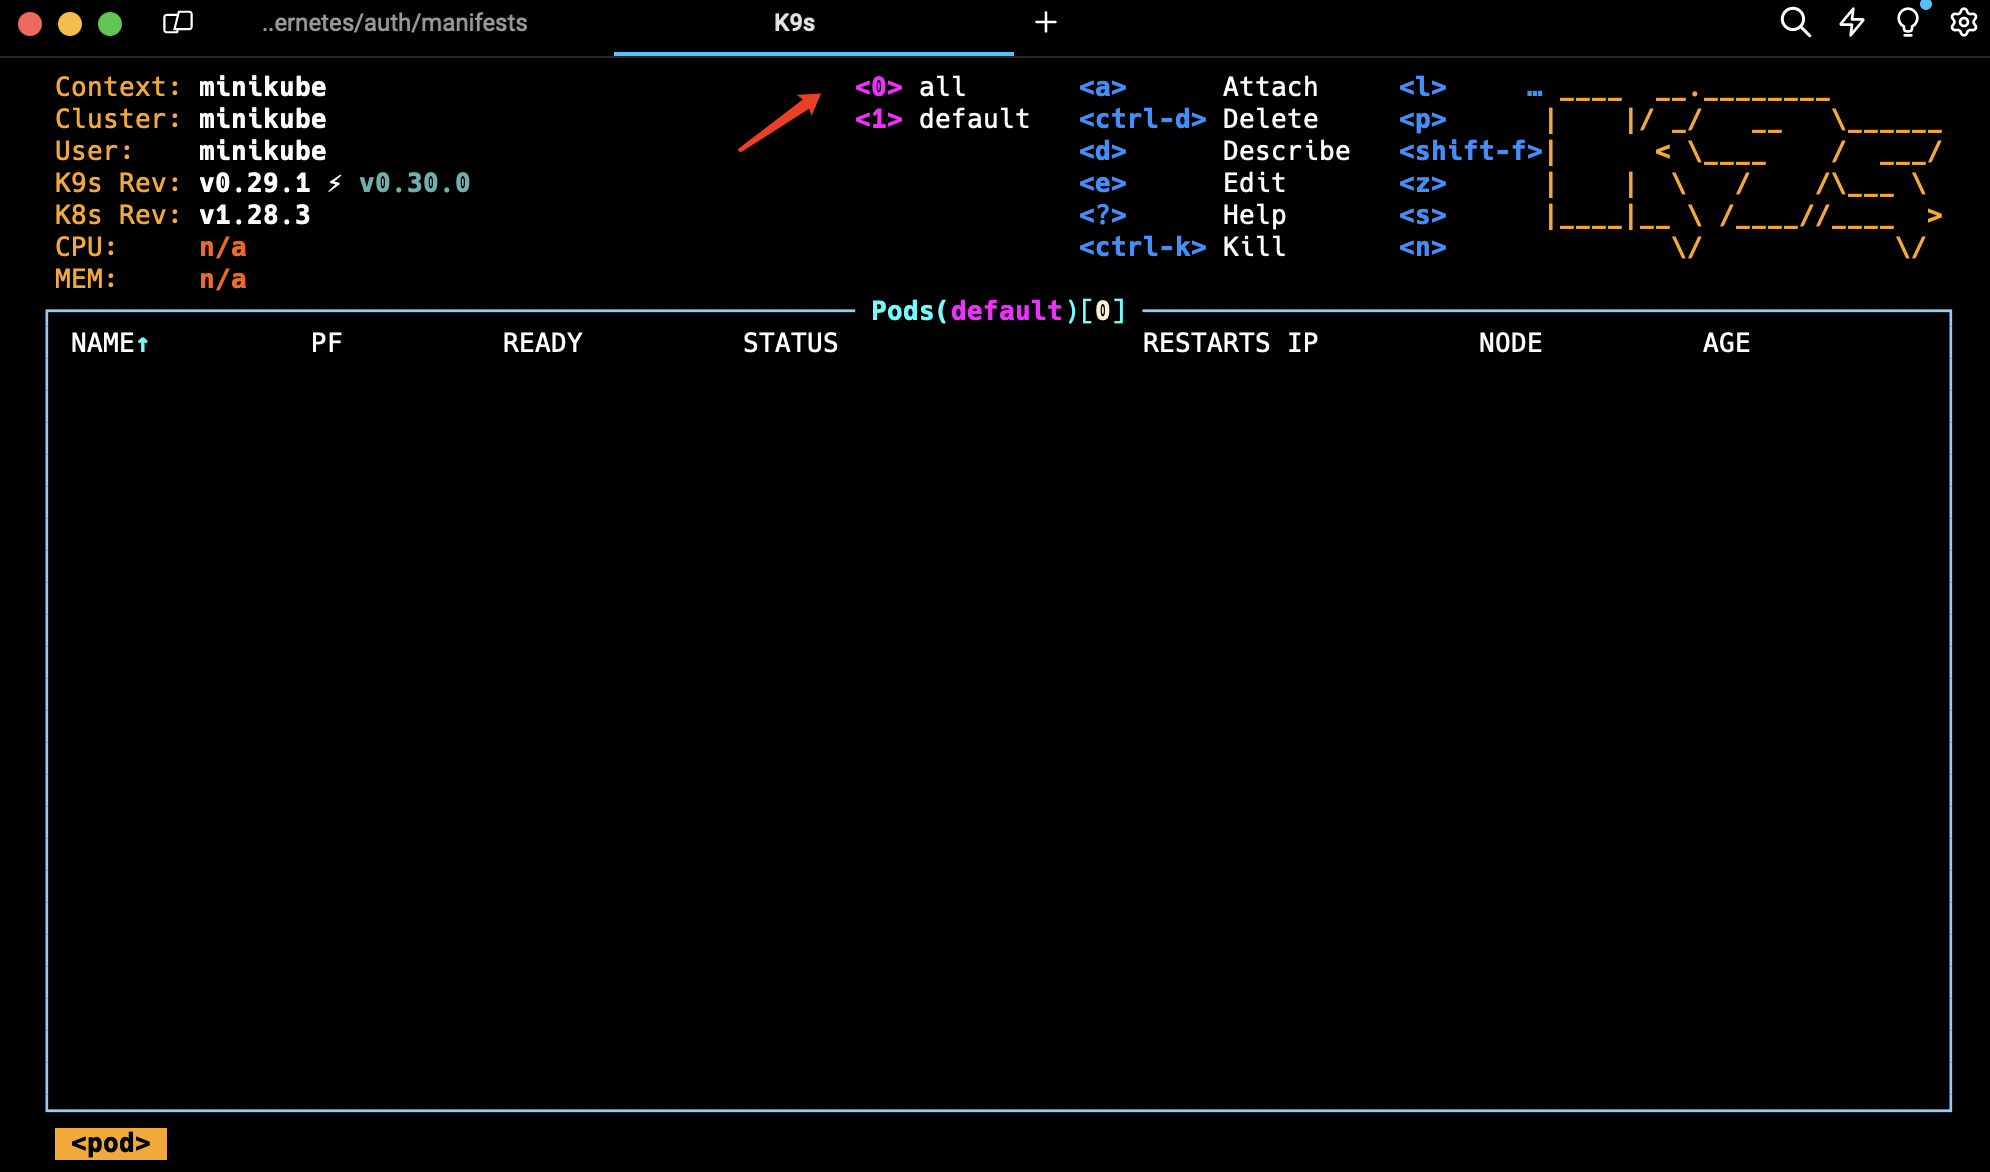 ..ernetes/auth/manifests K9s +
Context: minikube <0> all <a> Attach <l> …
Cluster: minikube <1> default <ctrl-d> Delete <p>
User: minikube <d> Describe <shift-f>
K9s Rev: v0.29.1 ⚡ v0.30.0 <e> Edit <z>
K8s Rev: v1.28.3 <?> Help <s>
CPU: n/a <ctrl-k> Kill <n>
MEM: n/a
Pods(default)[0]
NAME↑ PF READY STATUS RESTARTS IP NODE AGE
<pod>